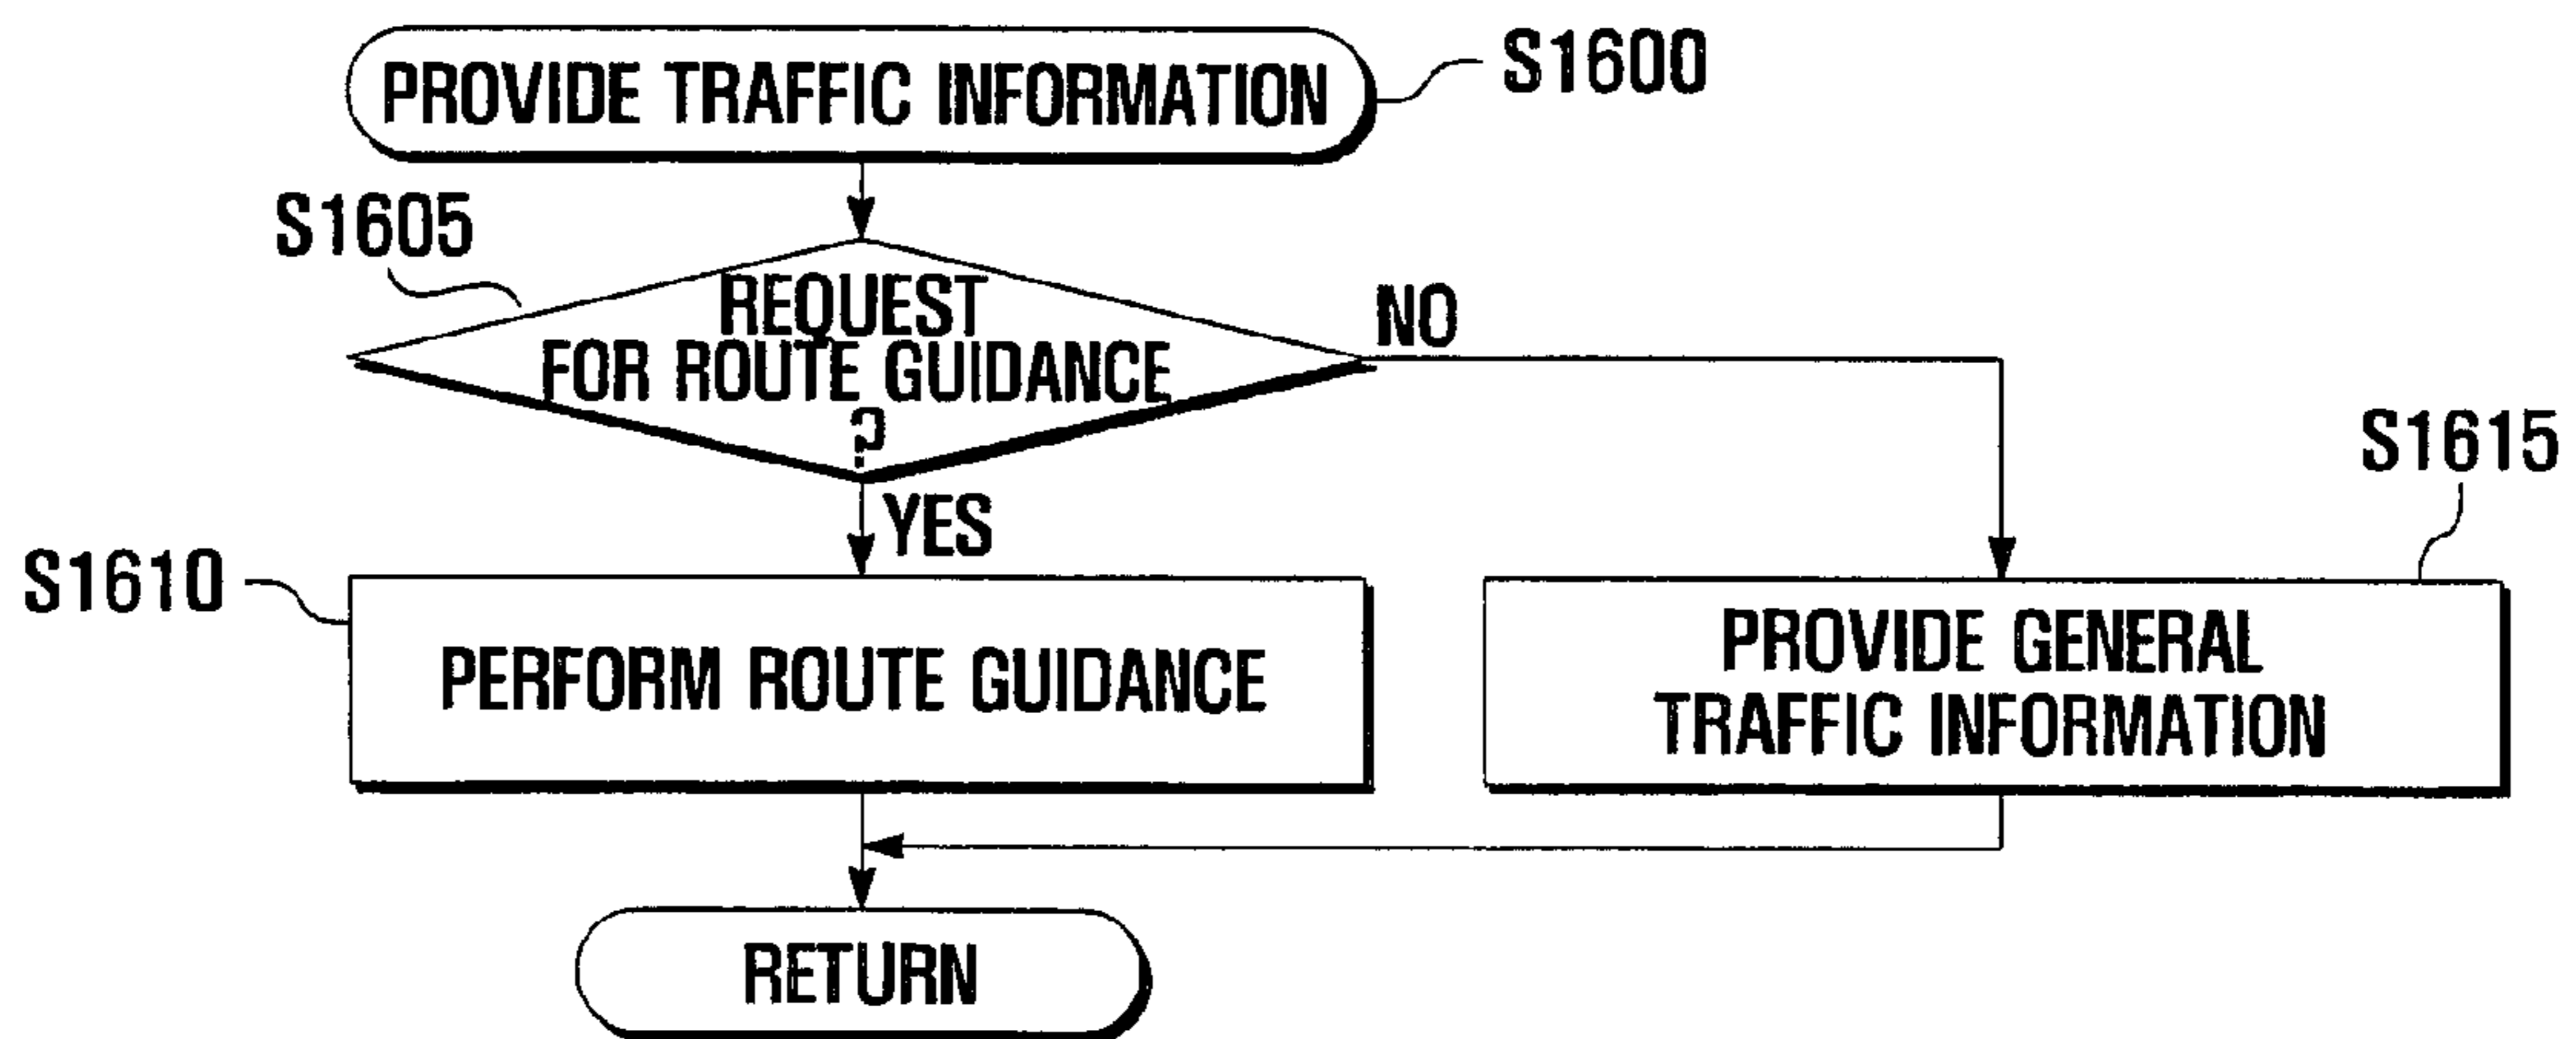 PROVIDE TRAFFIC INFORMATION
S1600
S1605
REQUEST
FOR ROUTE GUIDANCE
?
NO
YES
S1610
PERFORM ROUTE GUIDANCE
S1615
PROVIDE GENERAL
TRAFFIC INFORMATION
RETURN